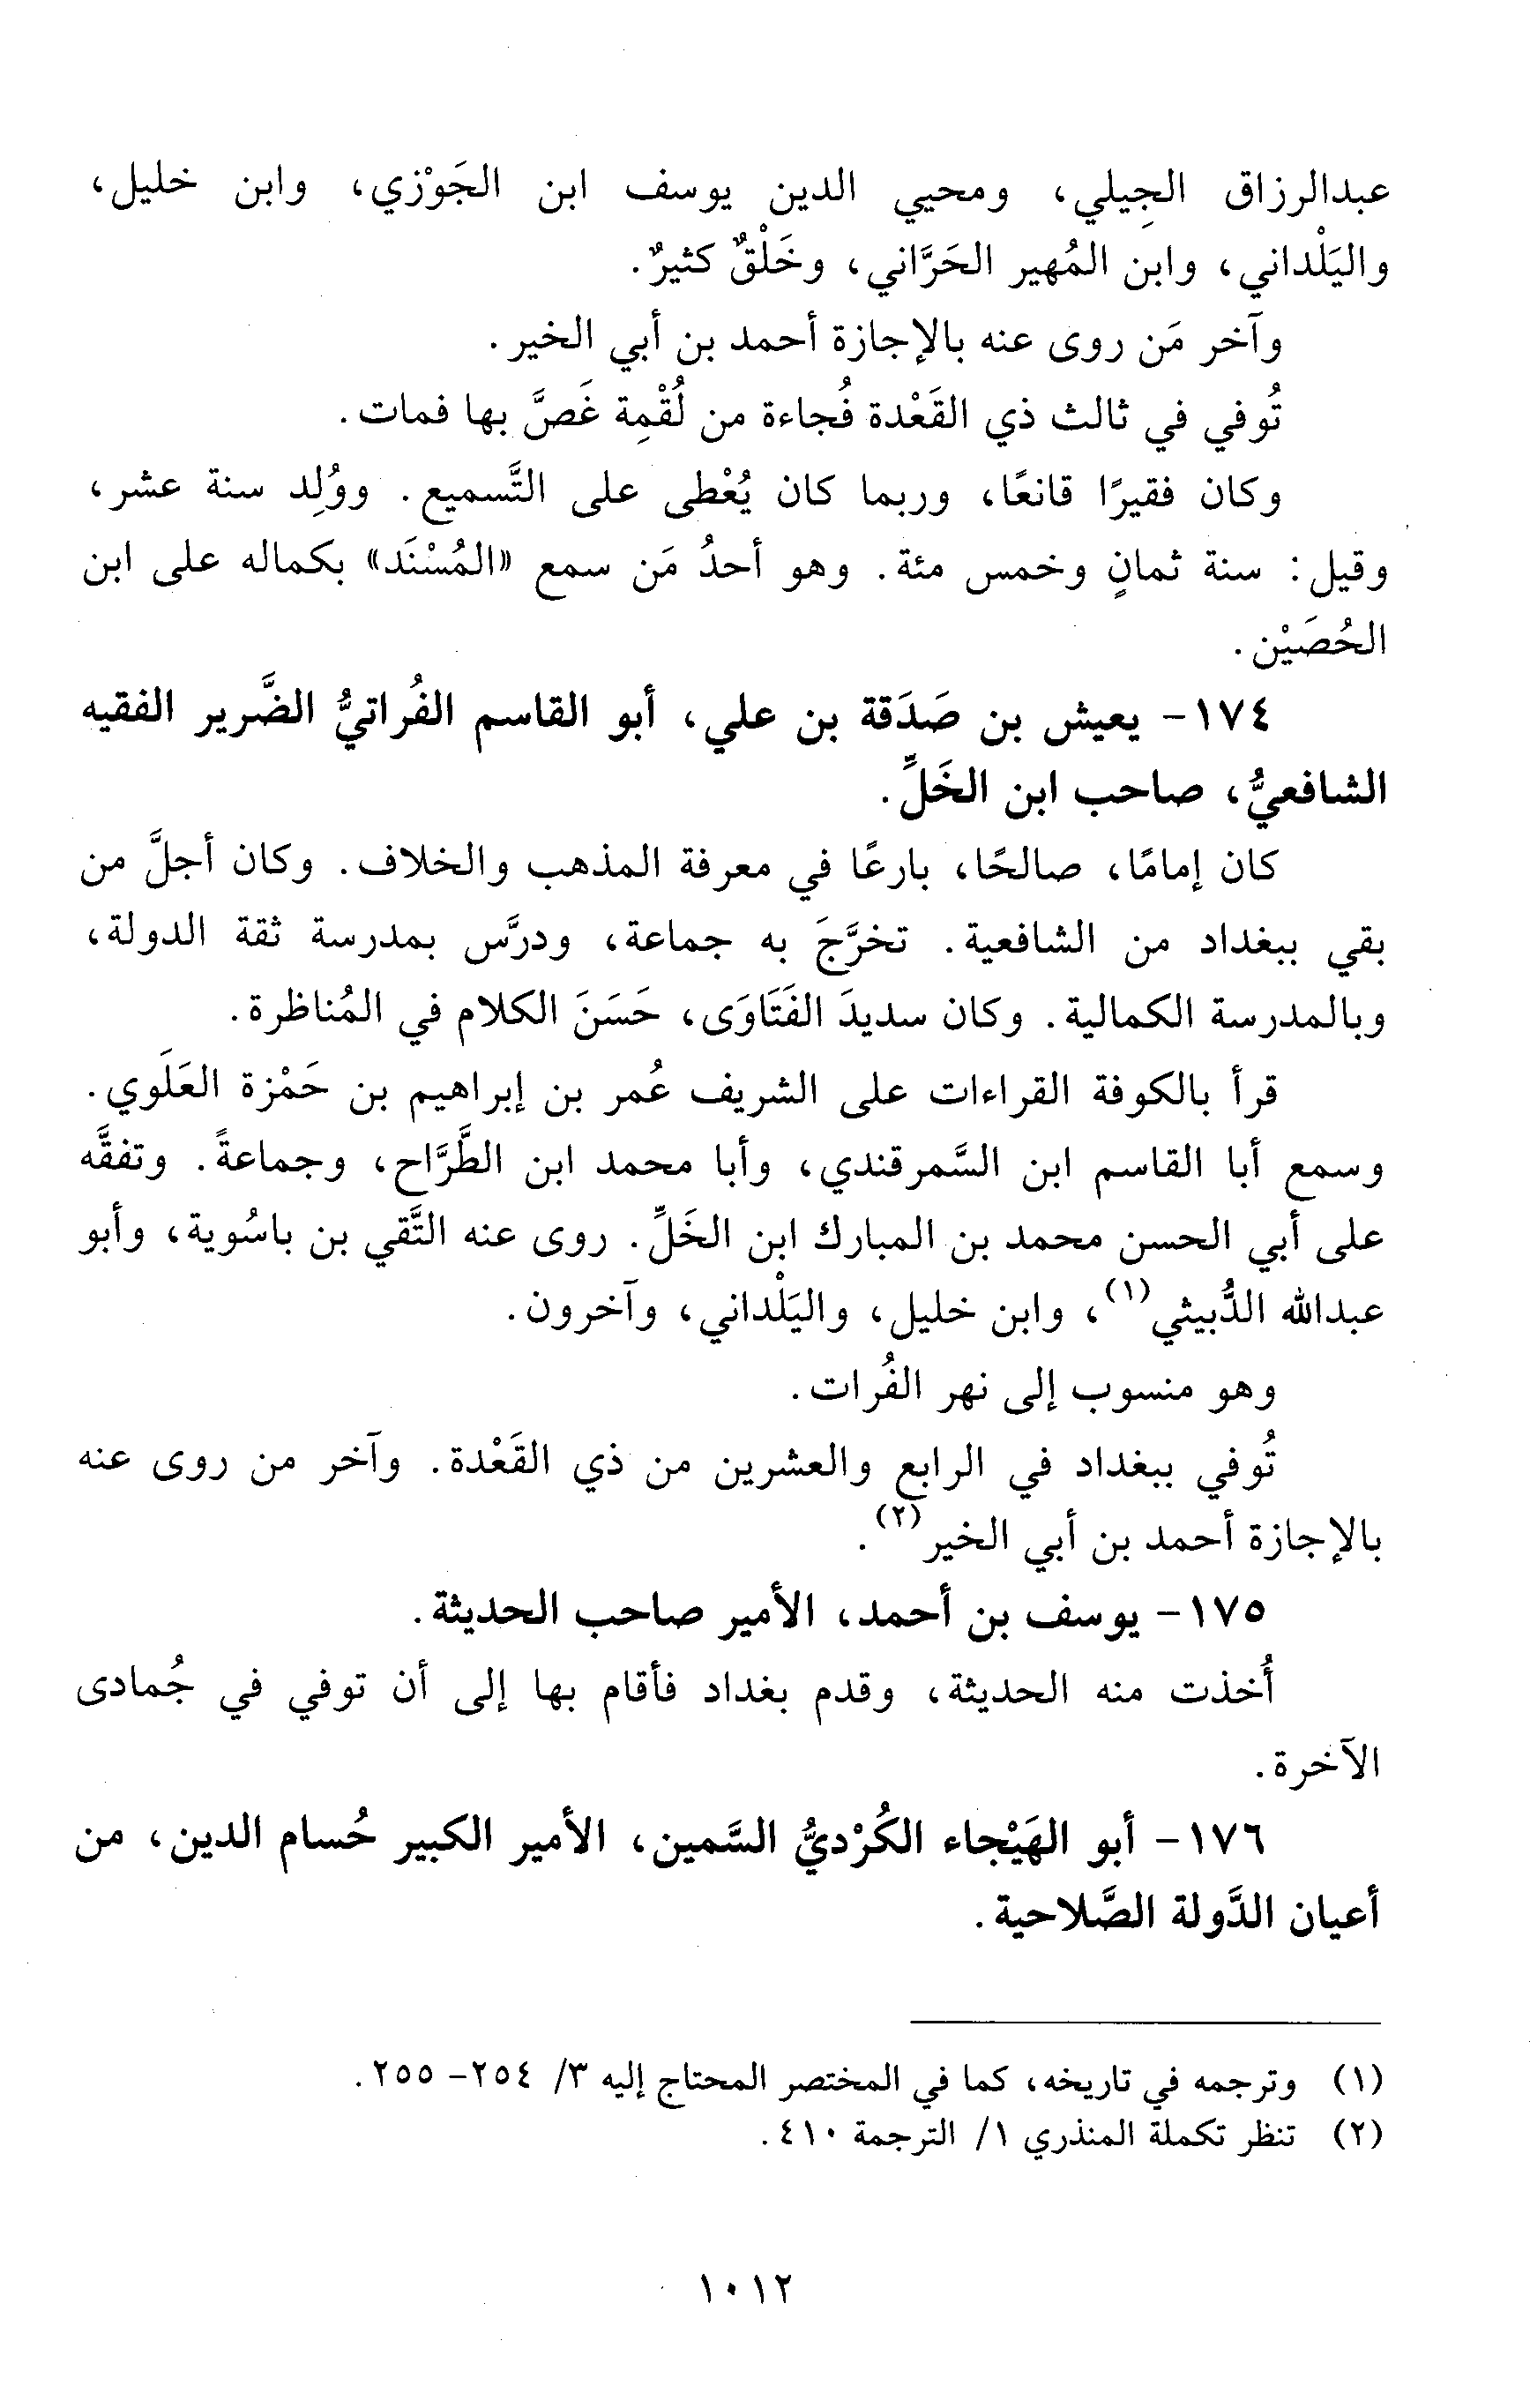 عبدالرزاق الجِيلي، ومحيي الدين يوسف ابن الجَوْزي، وابن خليل،
واليَلْداني، وابن المُهير الحَرَّاني، وخَلْقٌ كثيرٌ.
وآخر مَن روى عنه بالإجازة أحمد بن أبي الخير.
تُوفي في ثالث ذي القَعْدة فُجاءة من لُقْمِة غَصَّ بها فمات.
وكان فقيرًا قانعًا، وربما كان يُعْطى على التَّسميع. ووُلِد سنة عشر،
وقيل: سنة ثمانٍ وخمس مئة. وهو أحدُ مَن سمع «المُسْنَد» بكماله على ابن
الحُصَيْن.
١٧٤- يعيش بن صَدَقة بن علي، أبو القاسم الفُراتيُّ الضَّرير الفقيه
الشافعيُّ، صاحب ابن الخَلِّ.
كان إمامًا، صالحًا، بارعًا في معرفة المذهب والخلاف. وكان أجلَّ من
بقي ببغداد من الشافعية. تخرَّجَ به جماعة، ودرَّس بمدرسة ثقة الدولة،
وبالمدرسة الكمالية. وكان سديدَ الفَتَاوَى، حَسَنَ الكلام في المُناظرة.
قرأ بالكوفة القراءات على الشريف عُمر بن إبراهيم بن حَمْزة العَلَوي.
وسمع أبا القاسم ابن السَّمرقندي، وأبا محمد ابن الطَّرَّاح، وجماعةً. وتفقَّه
على أبي الحسن محمد بن المبارك ابن الخَلِّ. روى عنه التَّقي بن باسُوية، وأبو
عبدالله الدُّبيثي(١)، وابن خليل، واليَلْداني، وآخرون.
وهو منسوب إلى نهر الفُرات.
تُوفي ببغداد في الرابع والعشرين من ذي القَعْدة. وآخر من روى عنه
بالإجازة أحمد بن أبي الخير(٢).
١٧٥- يوسف بن أحمد، الأمير صاحب الحديثة.
أُخذت منه الحديثة، وقدم بغداد فأقام بها إلى أن توفي في جُمادى
الآخرة.
١٧٦- أبو الهَيْجاء الكُرْديُّ السَّمين، الأمير الكبير حُسام الدين، من
أعيان الدَّولة الصَّلاحية.
(١) وترجمه في تاريخه، كما في المختصر المحتاج إليه ٣/ ٢٥٤- ٢٥٥.
(٢) تنظر تكملة المنذري ١/ الترجمة ٤١٠.
١٠١٢